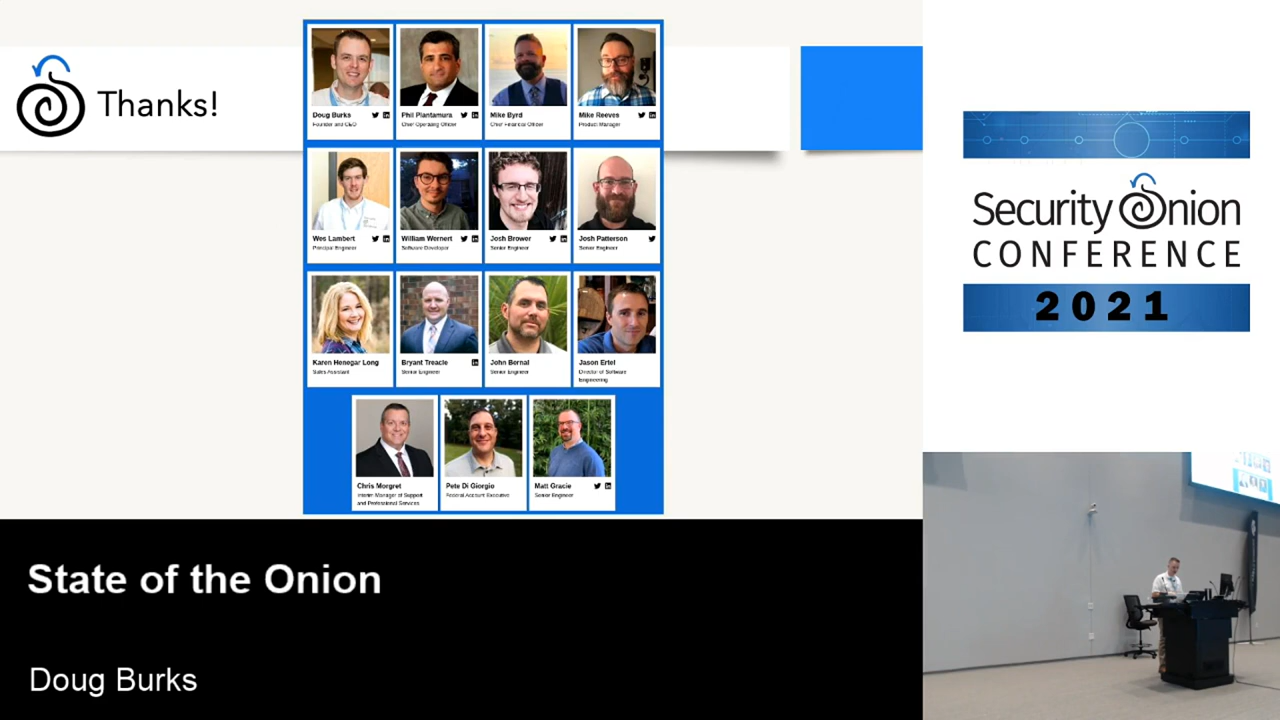 Thanks!
Doug Burks
Founder and CEO
Phil Plantamura
Chief Operating Officer
Mike Byrd
Chief Financial Officer
Mike Reeves
Product Manager
Wes Lambert
Principal Engineer
William Wernert
Software Developer
Josh Brower
Senior Engineer
Josh Patterson
Senior Engineer
Karen Henegar Long
Sales Assistant
Bryant Treacle
Senior Engineer
John Bernal
Senior Engineer
Jason Ertel
Director of Software
Engineering
Chris Morgret
Interim Manager of Support
and Professional Services
Pete Di Giorgio
Federal Account Executive
Matt Gracie
Senior Engineer
Security Onion
CONFERENCE
2021
State of the Onion
Doug Burks